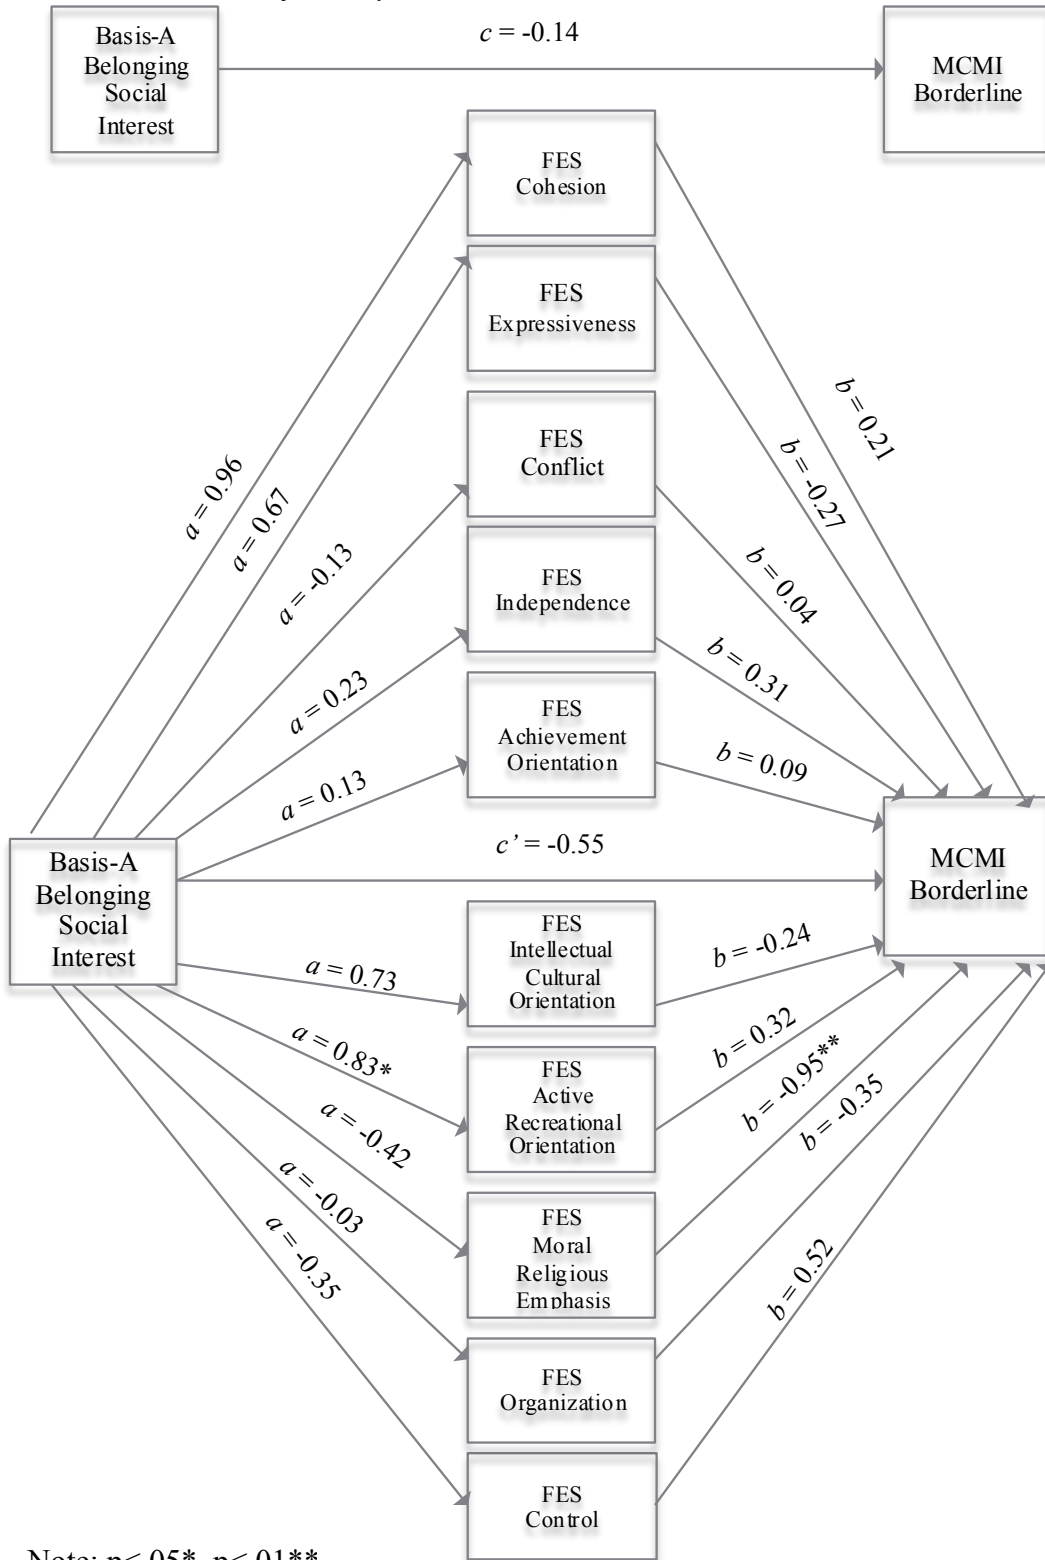 c = -0.14
Basis-A
Belonging
Social
Interest
MCMI
Borderline
FES
Cohesion
FES
Expressiveness
FES
Conflict
FES
Independence
FES
Achievement
Orientation
a = 0.96
a = 0.67
a = -0.13
a = 0.23
a = 0.13
b = 0.21
b = -0.27
b = 0.04
b = 0.31
b = 0.09
c’ = -0.55
Basis-A
Belonging
Social
Interest
MCMI
Borderline
FES
Intellectual
Cultural
Orientation
FES
Active
Recreational
Orientation
FES
Moral
Religious
Emphasis
FES
Organization
FES
Control
a = 0.73
a = 0.83*
a = -0.42
a = -0.03
a = -0.35
b = -0.24
b = 0.32
b = -0.95**
b = -0.35
b = 0.52
Note: p<.05*, p<.01**